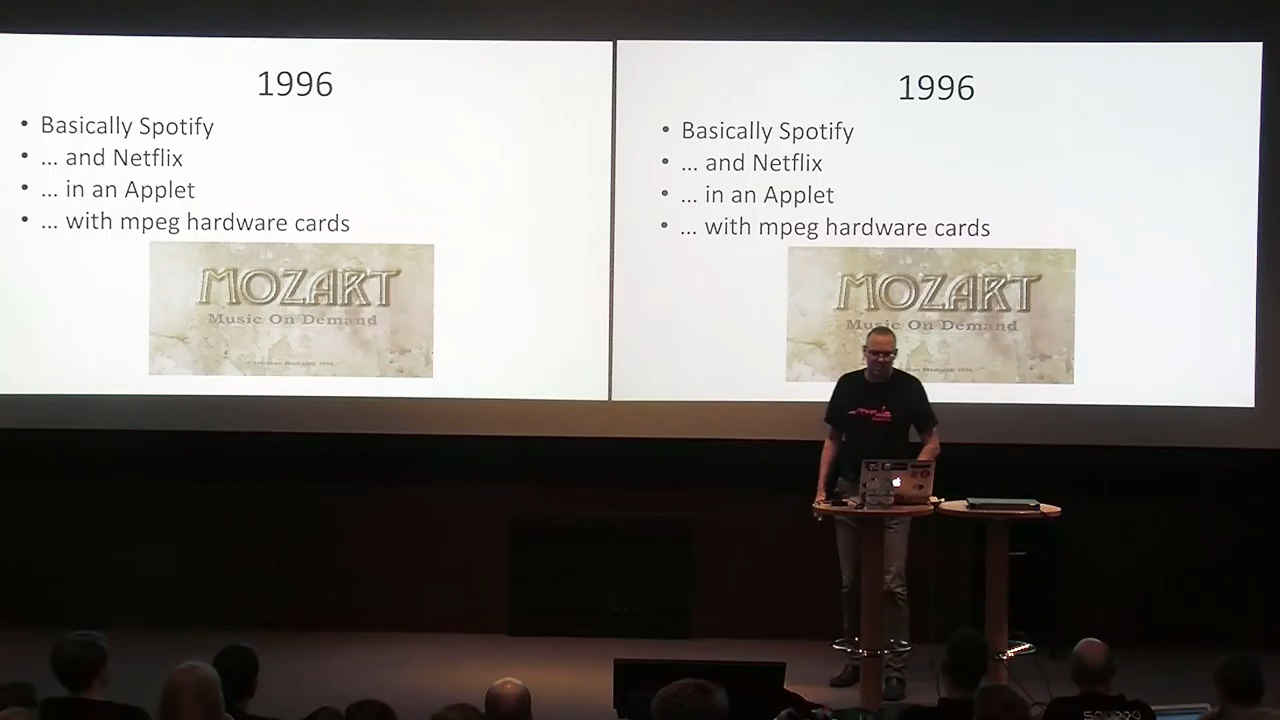 1996
• Basically Spotify
• ... and Netflix
• ... in an Applet
• ... with mpeg hardware cards
MOZART
Music On Demand
1996
• Basically Spotify
• ... and Netflix
• ... in an Applet
• ... with mpeg hardware cards
MOZART
Music On Demand